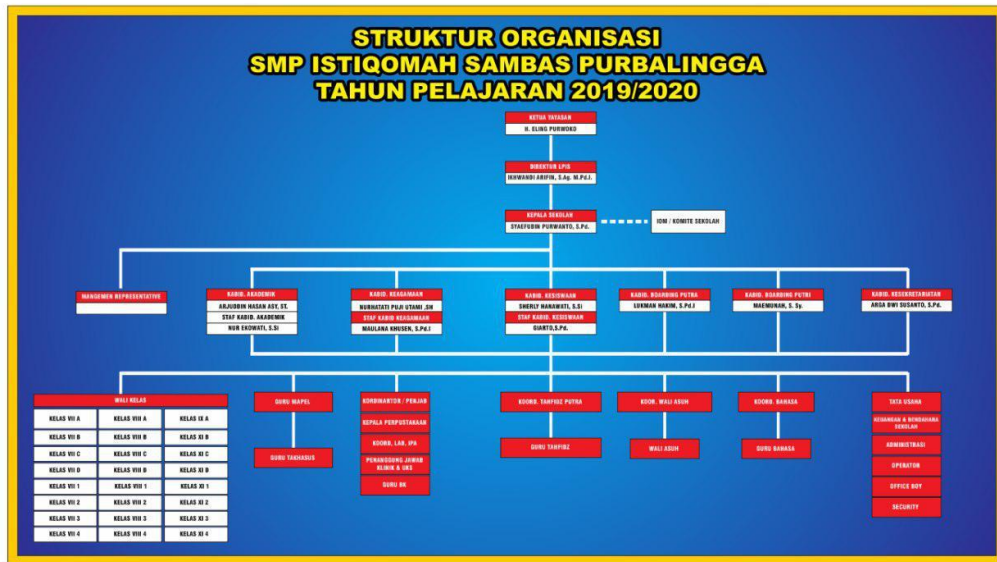 STRUKTUR ORGANISASI
SMP ISTIQOMAH SAMBAS PURBALINGGA
TAHUN PELAJARAN 2019/2020
KETUA YAYASAN
H. ELING PURWOKO
DIREKTUR LPIS
IKHWANDI ARIFIN, S.Ag. M.Pd.I.
KEPALA SEKOLAH
SYAEFUDIN PURWANTO, S.Pd.
IOM / KOMITE SEKOLAH
MANGEMEN REPRESENTATIVE
KABID. AKADEMIK
ARJUDDIN HASAN ASY, ST.
STAF KABID. AKADEMIK
NUR EKOWATI, S.Si
KABID. KEAGAMAAN
NURHATATI PUJI UTAMI ,SH
STAF KABID KEAGAMAAN
MAULANA KHUSEN, S.Pd.I
KABID. KESISWAAN
SHERLY HANAWATI, S.Si
STAF KABID. KESISWAAN
GIARTO,S.Pd.
KABID. BOARDING PUTRA
LUKMAN HAKIM, S.Pd.I
KABID. BOARDING PUTRI
MAEMUNAH, S. Sy.
KABID. KESEKRETARIATAN
ARGA DWI SUSANTO, S.Pd.
WALI KELAS
KELAS VII A KELAS VIII A KELAS IX A
KELAS VII B KELAS VIII B KELAS XI B
KELAS VII C KELAS VIII C KELAS XI C
KELAS VII D KELAS VIII B KELAS XI B
KELAS VII 1 KELAS VIII 1 KELAS XI 1
KELAS VII 2 KELAS VIII 2 KELAS XI 2
KELAS VII 3 KELAS VIII 3 KELAS XI 3
KELAS VII 4 KELAS VIII 4 KELAS XI 4
GURU MAPEL
GURU TAKHASUS
KORDINATOR / PENJAB
KEPALA PERPUSTAKAAN
KOORD. LAB. IPA
PENANGGUNG JAWAB
KLINIK & UKS
GURU BK
KOORD. TAHFIDZ PUTRA
GURU TAHFIDZ
KOOR. WALI ASUH
WALI ASUH
KOORD. BAHASA
GURU BAHASA
TATA USAHA
KEUANGAN & BENDAHARA
SEKOLAH
ADMINISTRASI
OPERATOR
OFFICE BOY
SECURITY